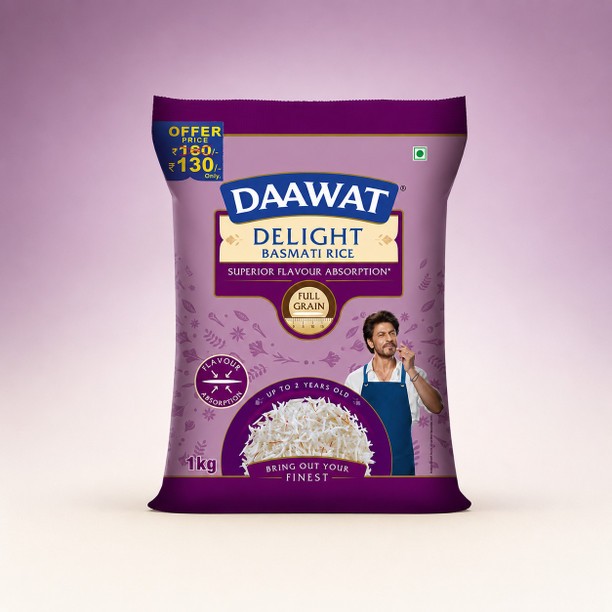 OFFER
PRICE
₹160/-
₹130/-
Only.
DAAWAT®
DELIGHT
BASMATI RICE
SUPERIOR FLAVOUR ABSORPTION*
FULL
GRAIN
FLAVOUR
ABSORPTION
UP TO 2 YEARS OLD
1kg
BRING OUT YOUR
FINEST